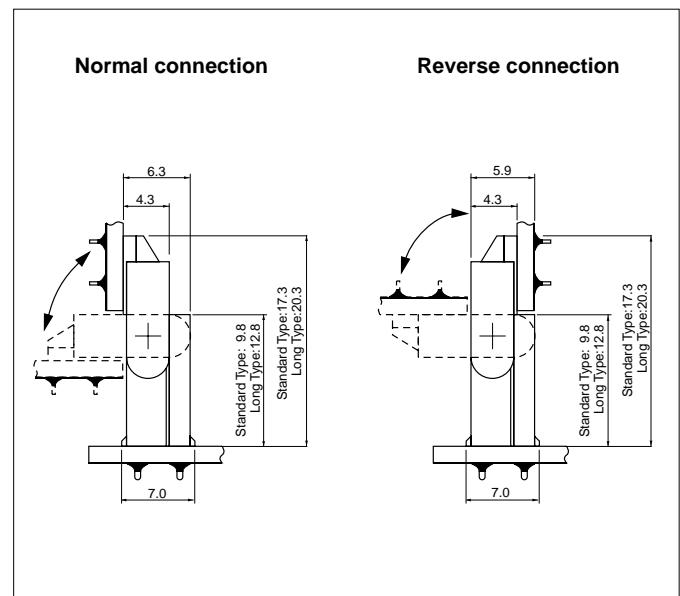 Normal connection
Reverse connection
6.3
4.3
Standard Type: 9.8
Long Type:12.8
Standard Type:17.3
Long Type:20.3
7.0
5.9
4.3
Standard Type: 9.8
Long Type:12.8
Standard Type:17.3
Long Type:20.3
7.0